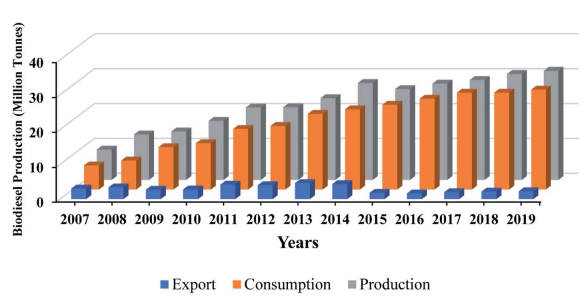 Biodiesel Production (Million Tonnes)
40
30
20
10
0
2007 2008 2009 2010 2011 2012 2013 2014 2015 2016 2017 2018 2019
Years
Export Consumption Production